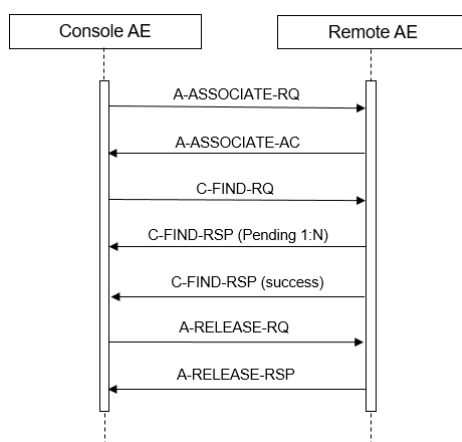 Console AE
Remote AE
A-ASSOCIATE-RQ
A-ASSOCIATE-AC
C-FIND-RQ
C-FIND-RSP (Pending 1:N)
C-FIND-RSP (success)
A-RELEASE-RQ
A-RELEASE-RSP